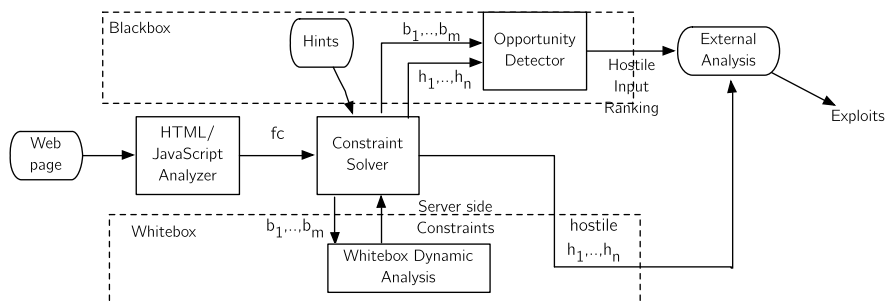 Blackbox
Hints
b1,..,bm
h1,..,hn
Opportunity
Detector
Hostile
Input
Ranking
External
Analysis
Exploits
Web
page
HTML/
JavaScript
Analyzer
fc
Constraint
Solver
Server side
Constraints
Whitebox
b1,..,bm
Whitebox Dynamic
Analysis
hostile
h1,..,hn